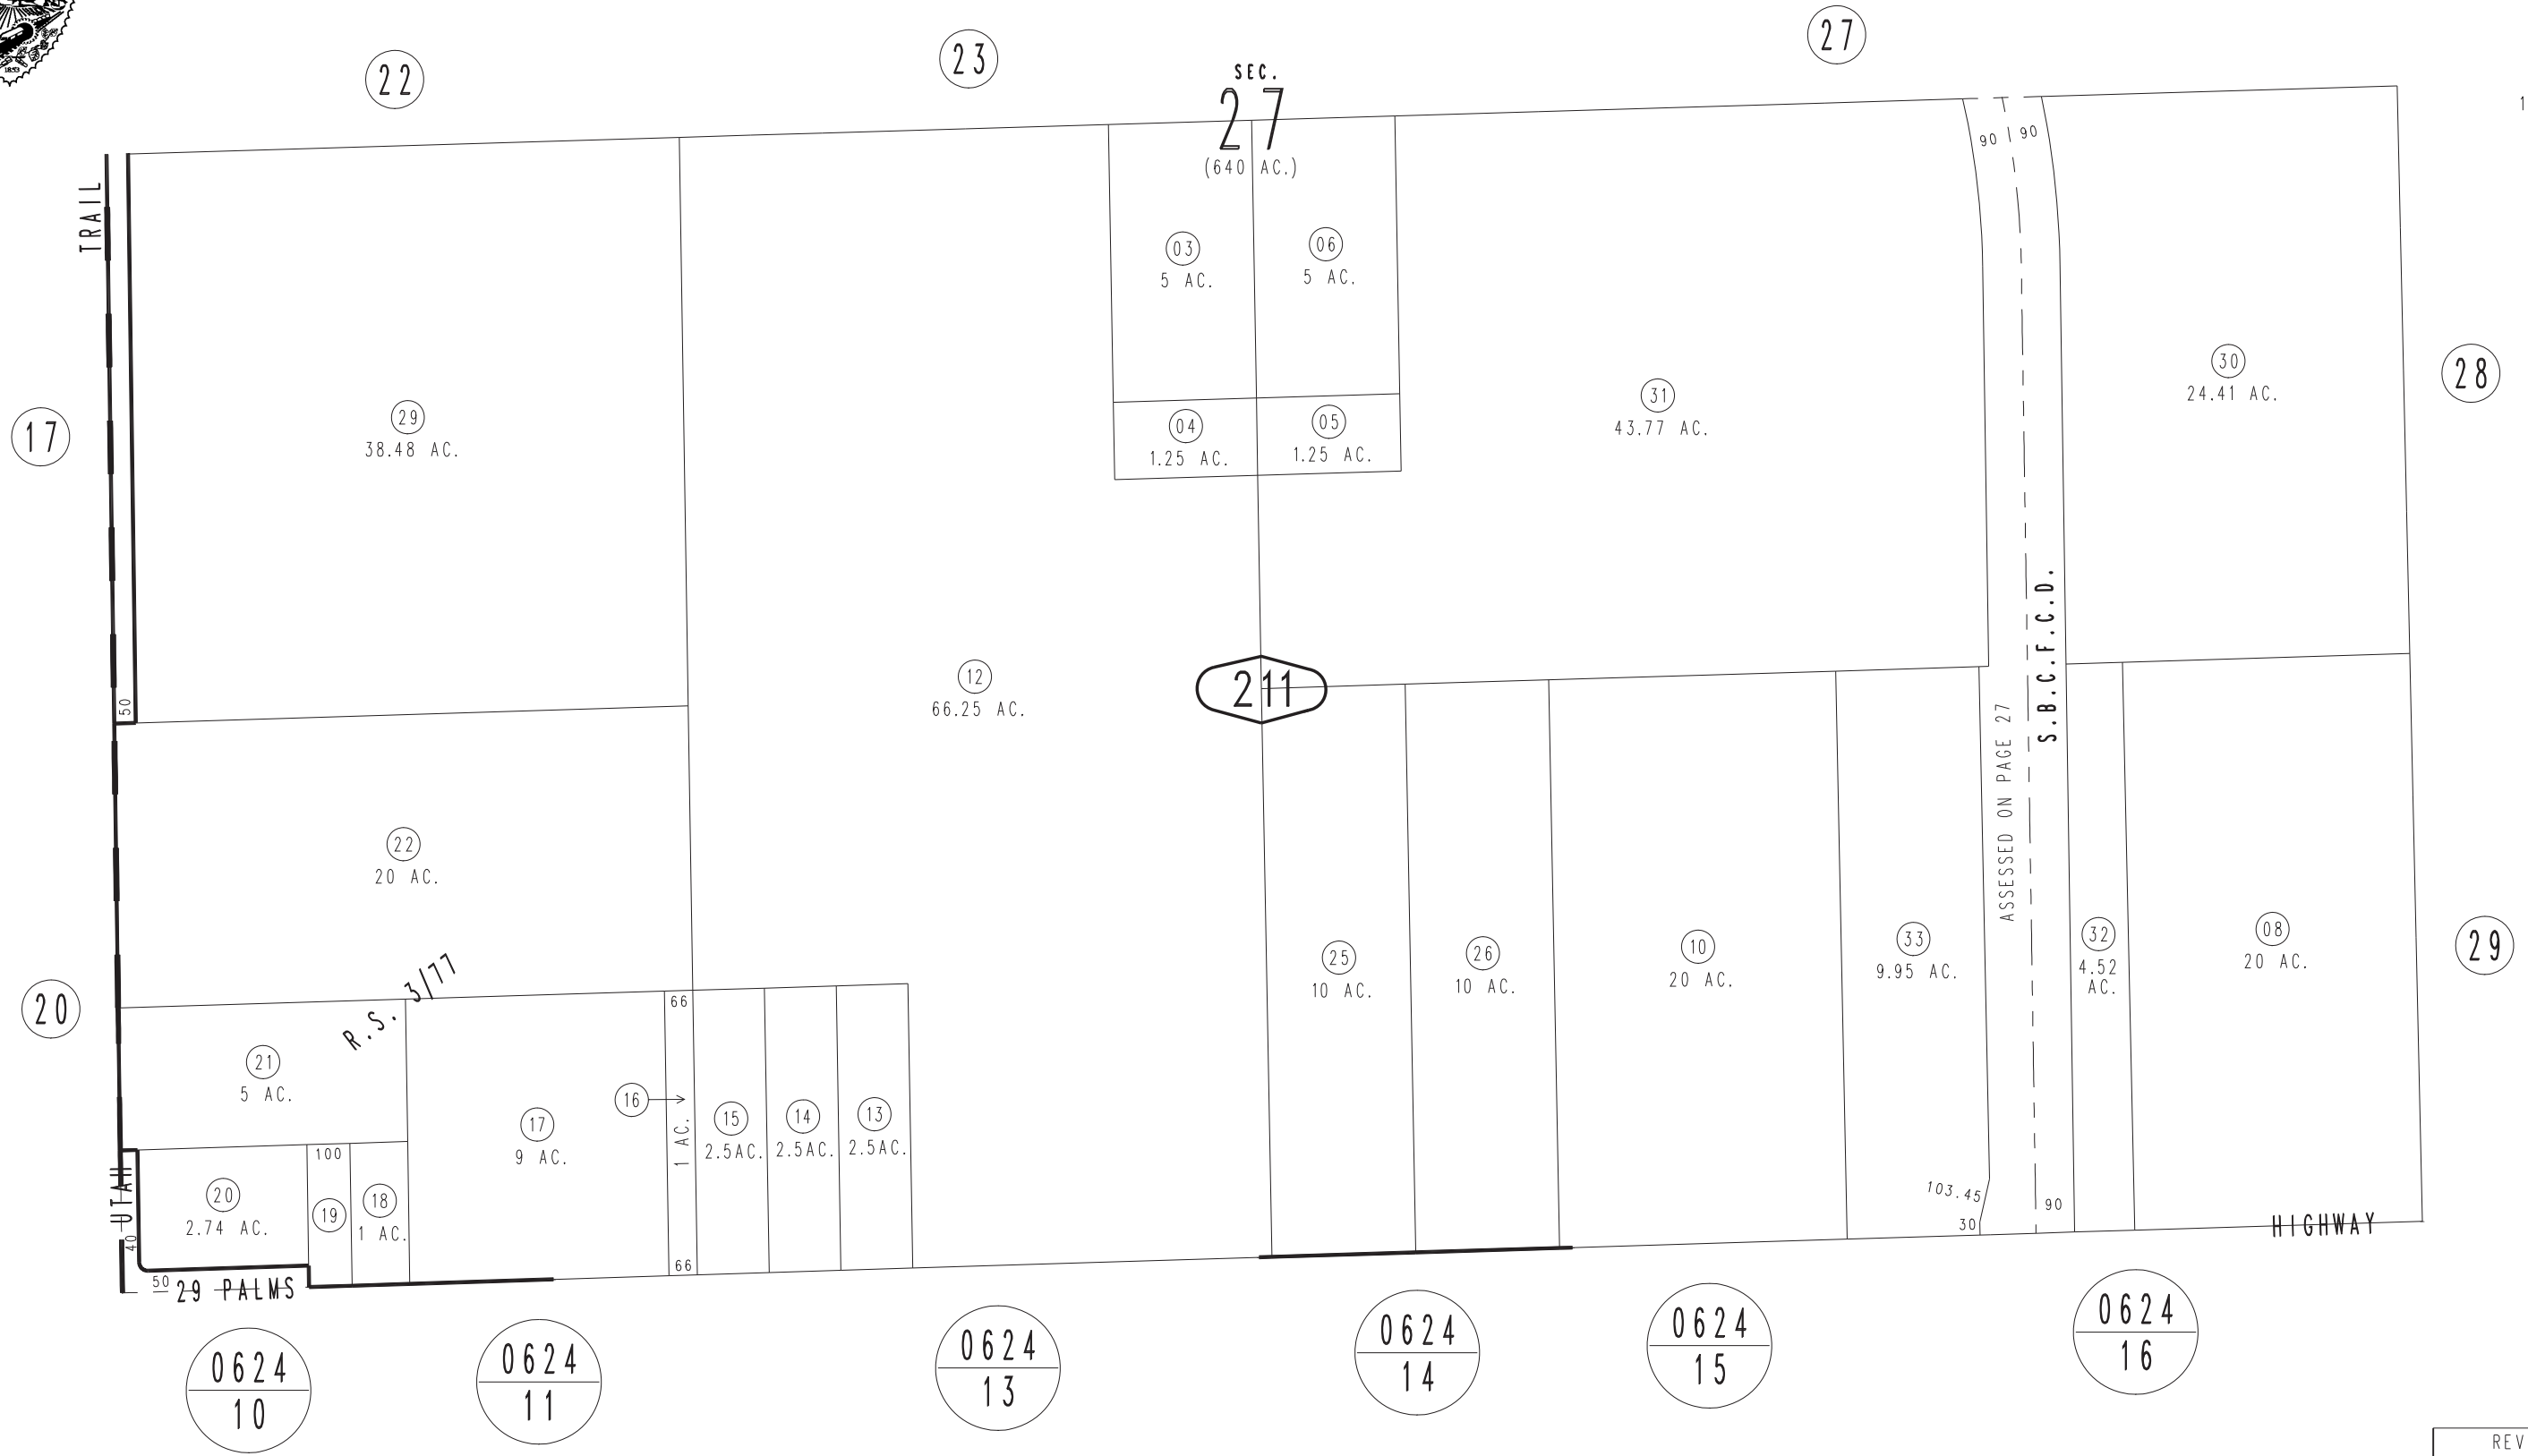 1853
22
23
27
SEC.
27
(640 AC.)
1
TRAIL
90
90
03
5 AC.
06
5 AC.
30
24.41 AC.
28
31
43.77 AC.
29
38.48 AC.
17
04
1.25 AC.
05
1.25 AC.
S.B.C.F.C.D.
50
12
66.25 AC.
211
ASSESSED ON PAGE 27
22
20 AC.
25
10 AC.
26
10 AC.
10
20 AC.
33
9.95 AC.
32
4.52
AC.
08
20 AC.
29
20
R.S. 3/77
66
21
5 AC.
16
1 AC.
17
9 AC.
15
2.5AC.
14
2.5AC.
13
2.5AC.
UTAH
100
20
2.74 AC.
19
18
1 AC.
40
103.45
30
90
HIGHWAY
66
50
29 PALMS
0624
10
0624
11
0624
13
0624
14
0624
15
0624
16
REV